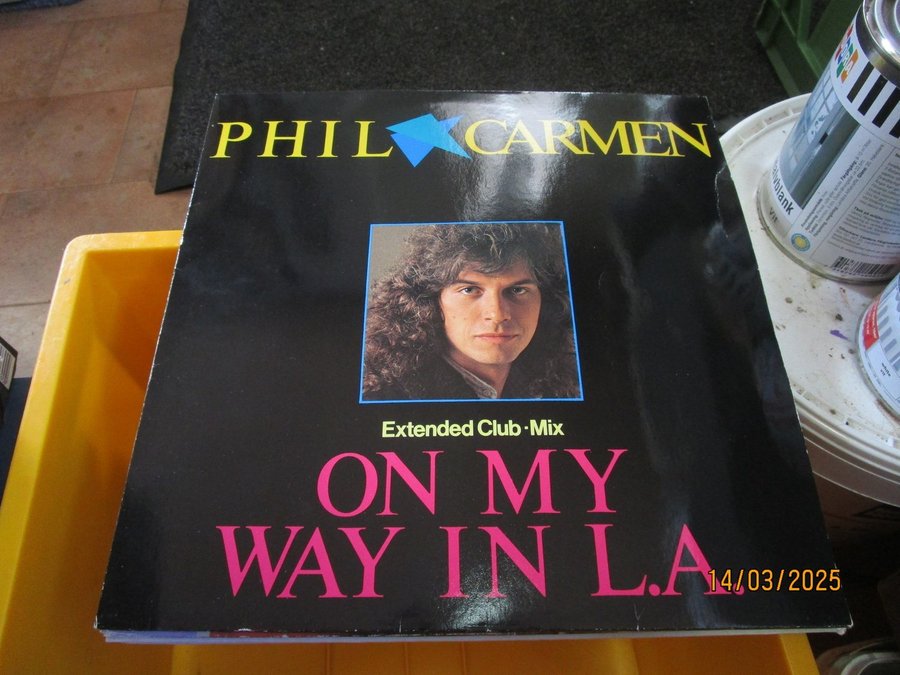 PHIL CARMEN
Extended Club·Mix
ON MY
WAY IN L.A.
14/03/2025